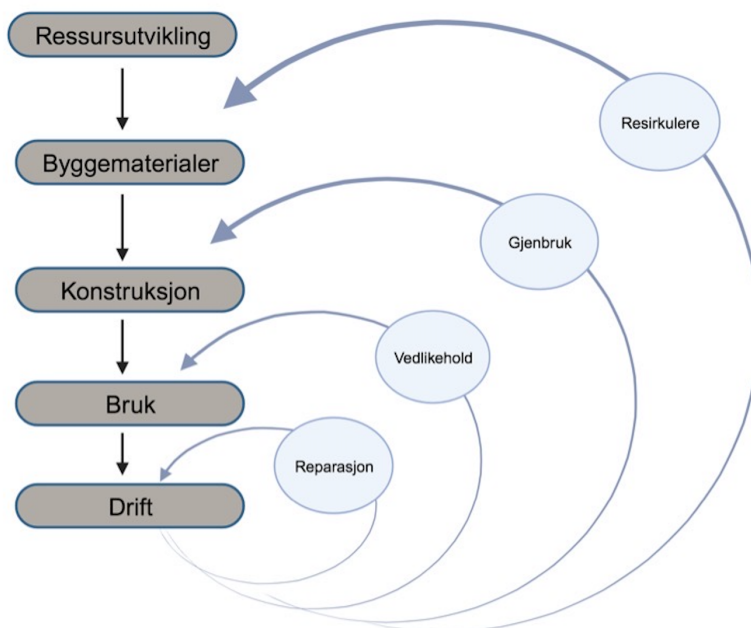 Ressursutvikling
Resirkulere
Byggematerialer
Gjenbruk
Konstruksjon
Vedlikehold
Bruk
Reparasjon
Drift